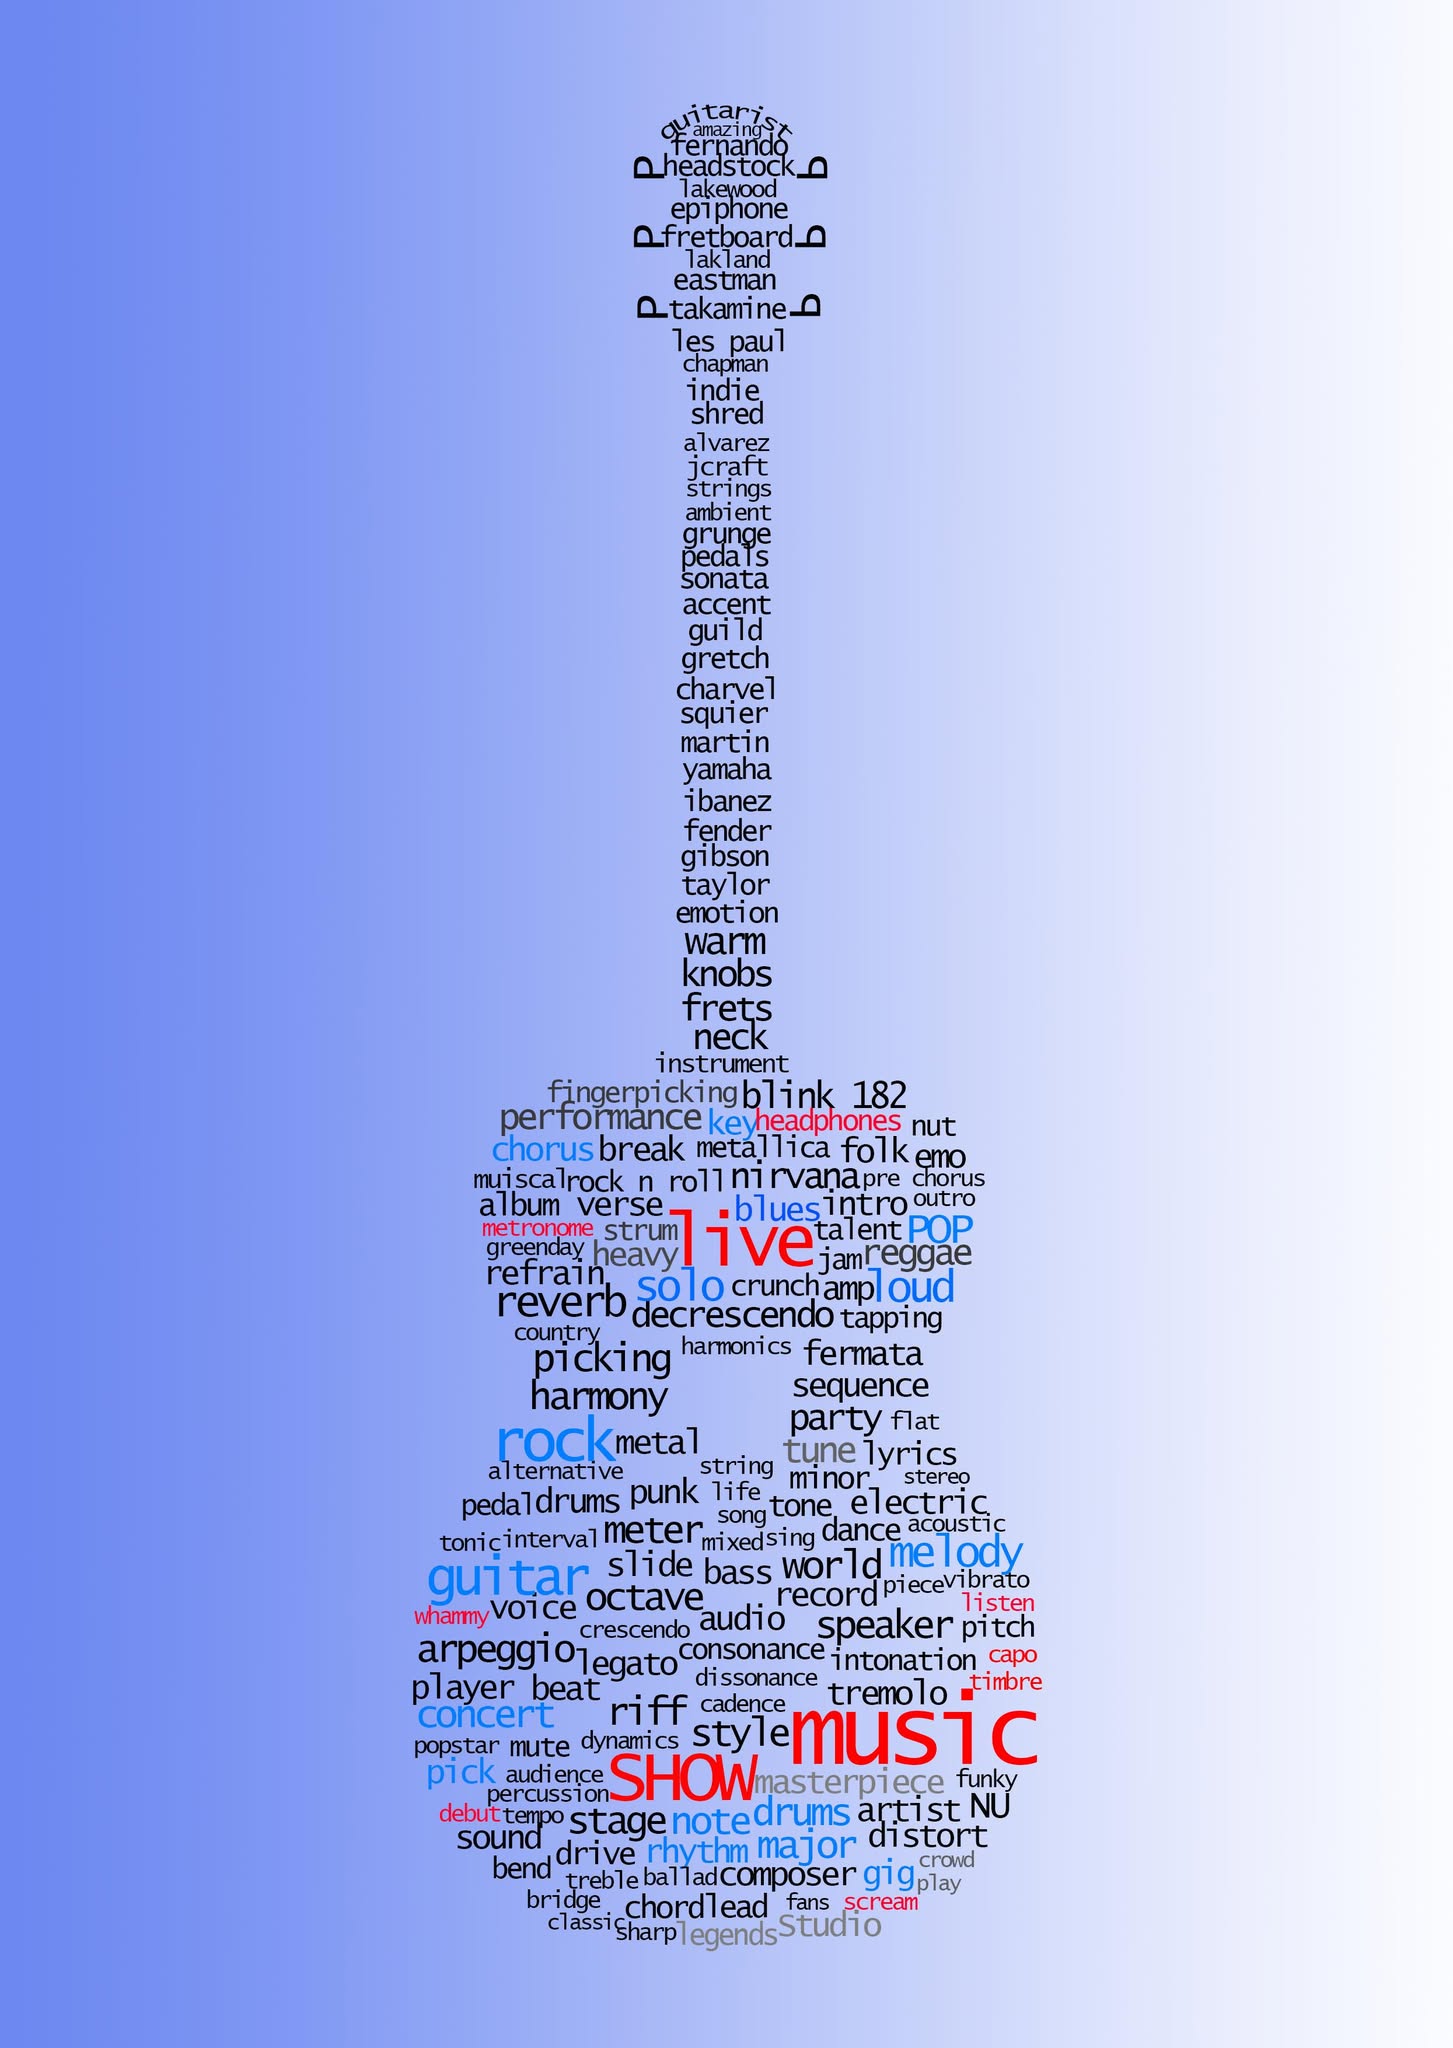 guitarist
amazing
fernando
P headstock P
lakewood
epiphone
P fretboard P
lakland
eastman
P takamine P
les paul
chapman
indie
shred
alvarez
jcraft
strings
ambient
grunge
pedals
sonata
accent
guild
gretch
charvel
squier
martin
yamaha
ibanez
fender
gibson
taylor
emotion
warm
knobs
frets
neck
instrument
fingerpicking blink 182
performance key headphones nut
chorus break metallica folk emo
muiscal rock n roll nirvana pre chorus
album verse blues intro outro
metronome strum live talent POP
greenday heavy jam reggae
refrain solo crunch amp loud
reverb decrescendo tapping
country harmonics
picking fermata
harmony sequence
party flat
rock metal tune lyrics
alternative string minor stereo
pedal drums punk life tone electric
song acoustic
tonic interval meter mixed sing dance
guitar slide bass world melody
octave record piece vibrato
whammy voice listen
crescendo audio speaker pitch
arpeggio legato consonance intonation capo
dissonance timbre
player beat tremolo
concert riff cadence music
popstar mute dynamics style
pick audience SHOW masterpiece funky
percussion
debut tempo stage note drums artist NU
sound drive rhythm major distort
bend treble ballad composer gig crowd
play
bridge chord lead fans scream
classic sharp legends Studio